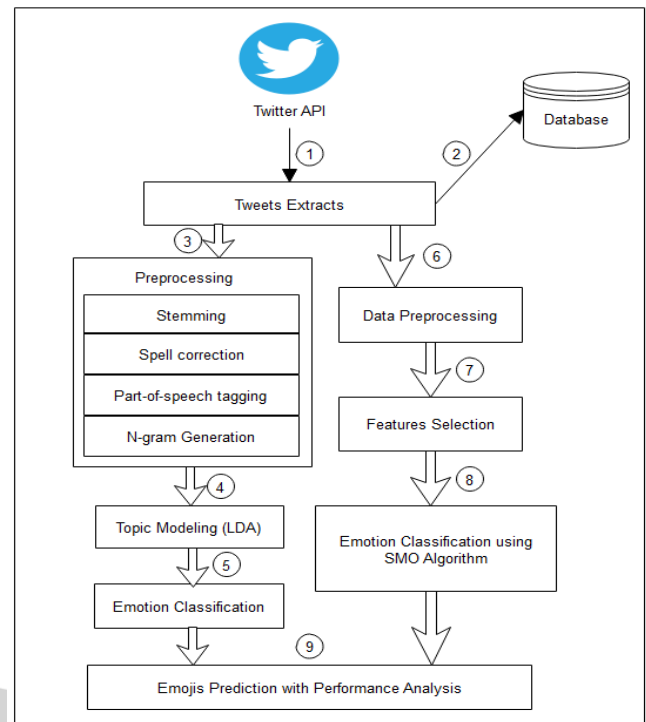 Twitter API
Database
1
2
Tweets Extracts
3
6
Preprocessing
Stemming
Spell correction
Part-of-speech tagging
N-gram Generation
Data Preprocessing
7
Features Selection
4
8
Topic Modeling (LDA)
Emotion Classification using
SMO Algorithm
5
Emotion Classification
9
Emojis Prediction with Performance Analysis